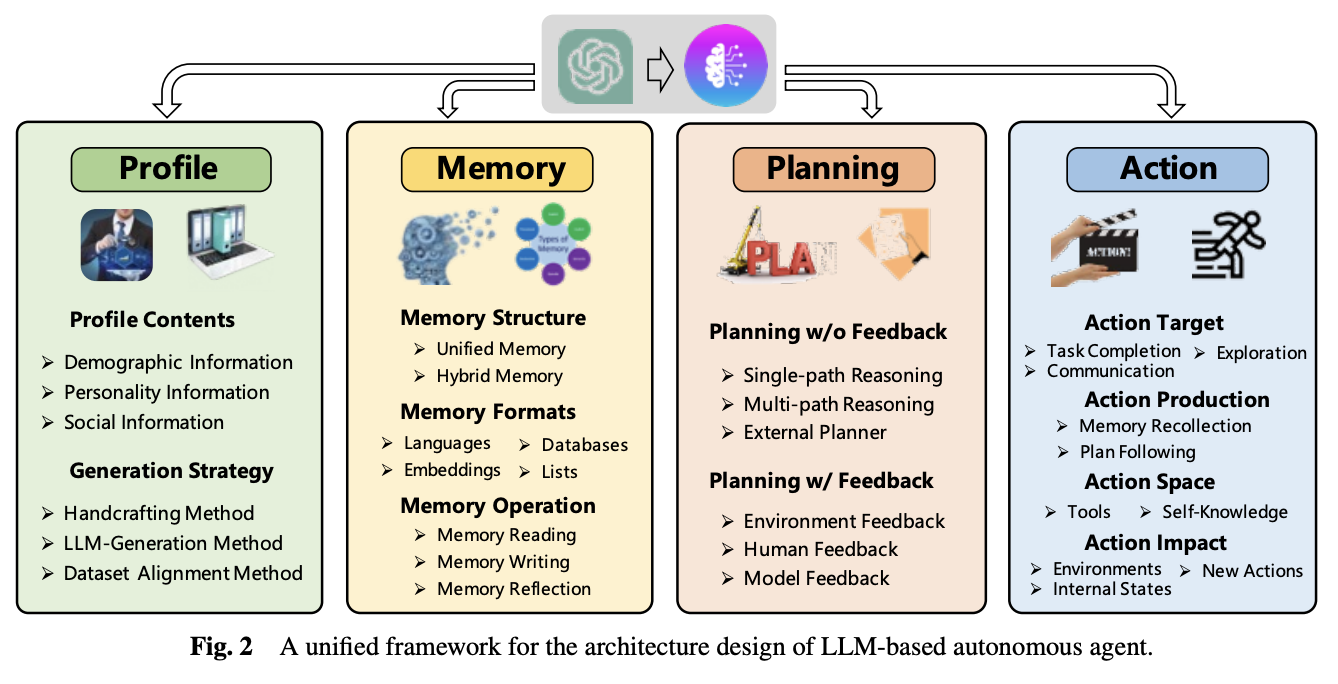 Profile
Profile Contents
Demographic Information
Personality Information
Social Information
Generation Strategy
Handcrafting Method
LLM-Generation Method
Dataset Alignment Method
Memory
Types of
Memory
Memory Structure
Unified Memory
Hybrid Memory
Memory Formats
Languages
Databases
Embeddings
Lists
Memory Operation
Memory Reading
Memory Writing
Memory Reflection
Planning
PLAN
Planning w/o Feedback
Single-path Reasoning
Multi-path Reasoning
External Planner
Planning w/ Feedback
Environment Feedback
Human Feedback
Model Feedback
Action
ACTION!
Action Target
Task Completion
Exploration
Communication
Action Production
Memory Recollection
Plan Following
Action Space
Tools
Self-Knowledge
Action Impact
Environments
New Actions
Internal States
Fig. 2 A unified framework for the architecture design of LLM-based autonomous agent.